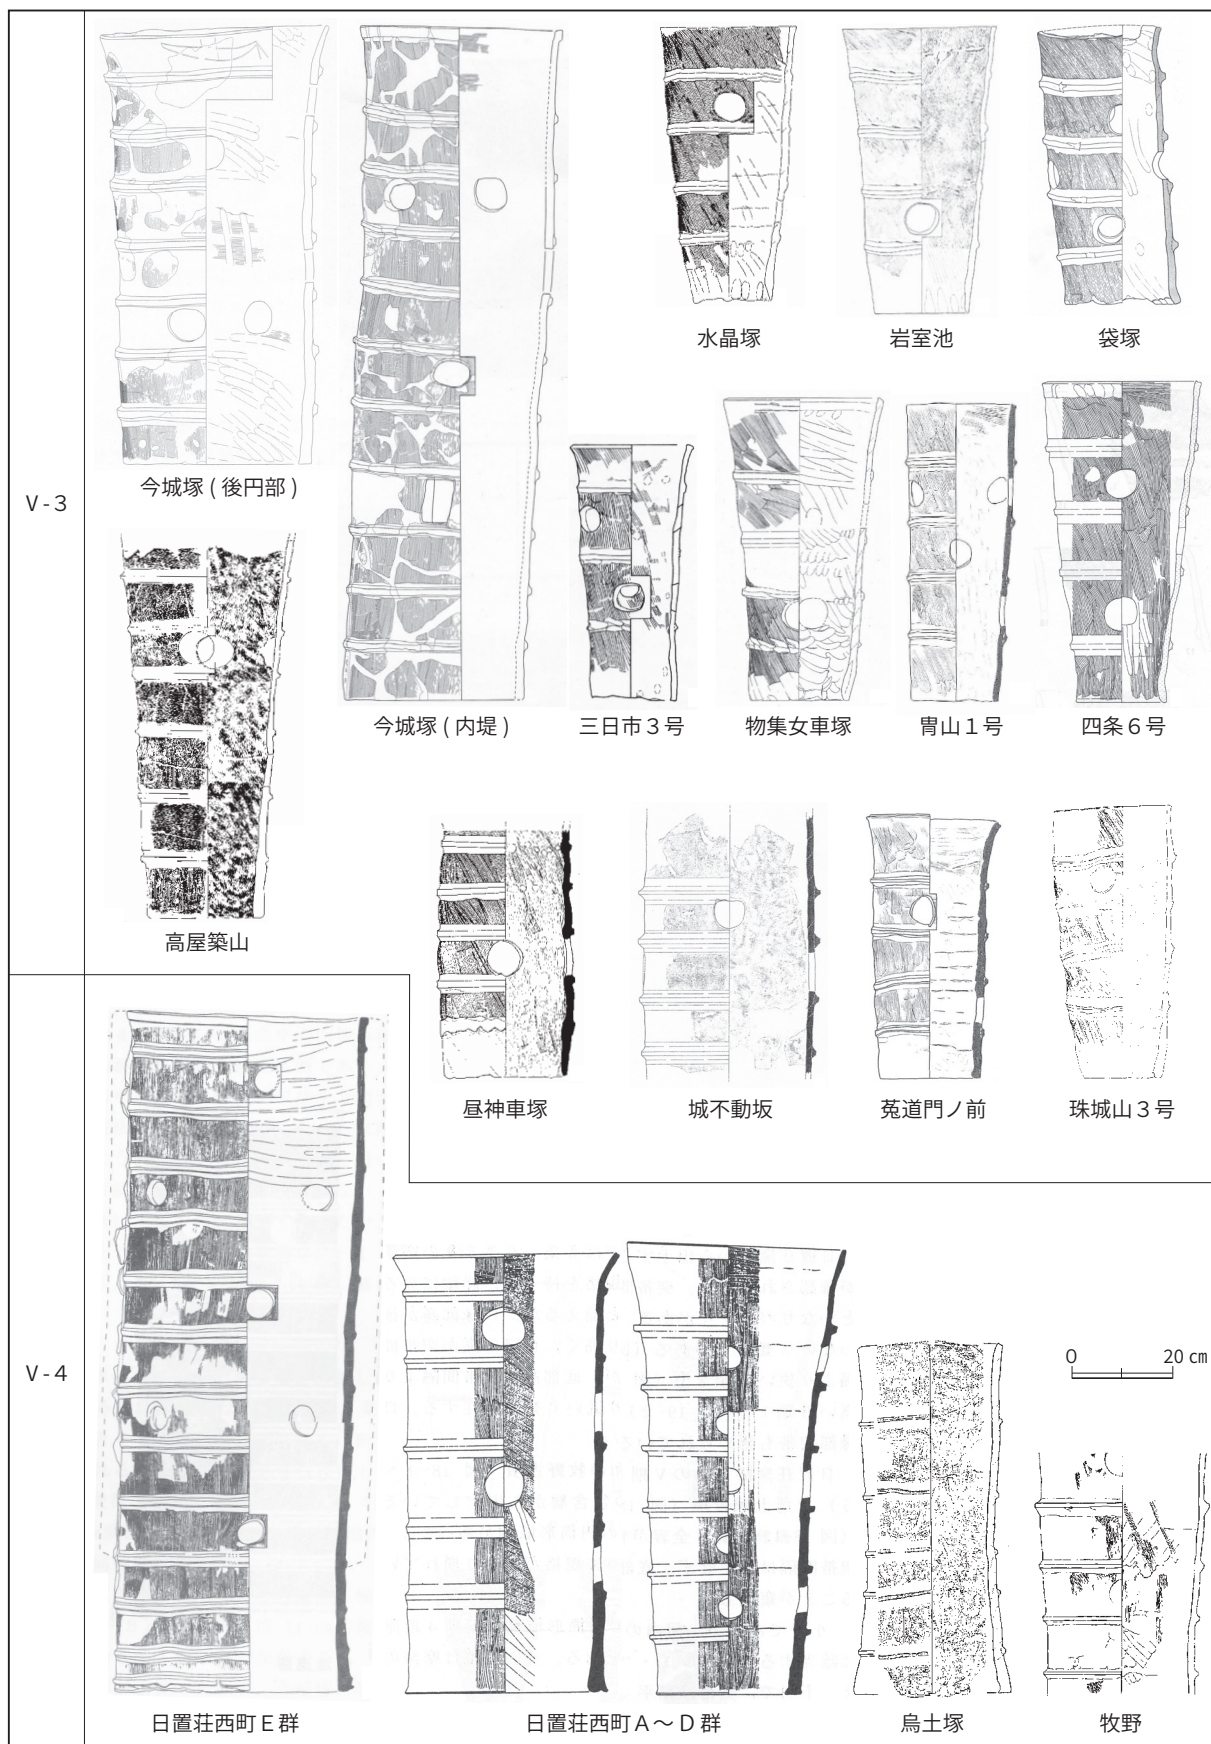 V-3
水晶塚
岩室池
袋塚
今城塚(後円部)
今城塚(内堤)
三日市3号
物集女車塚
冑山1号
四条6号
高屋築山
昼神車塚
城不動坂
菟道門ノ前
珠城山3号
V-4
0 20㎝
日置荘西町E群
日置荘西町A～D群
烏土塚
牧野